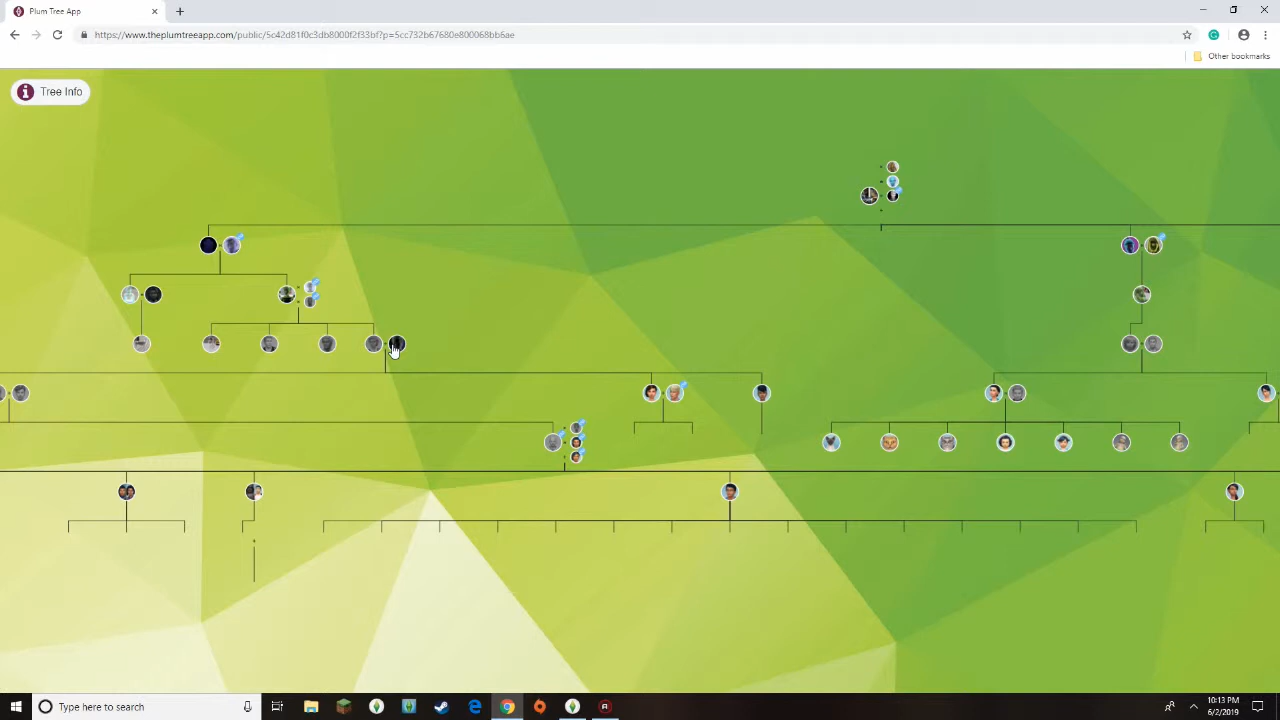 Plum Tree App
https://www.theplumtreeapp.com/public/5c42d81f0c3db8000f2f33bf?p=5cc732b67680e800068bb6ae
Other bookmarks
Tree Info
Type here to search
10:13 PM
6/2/2019